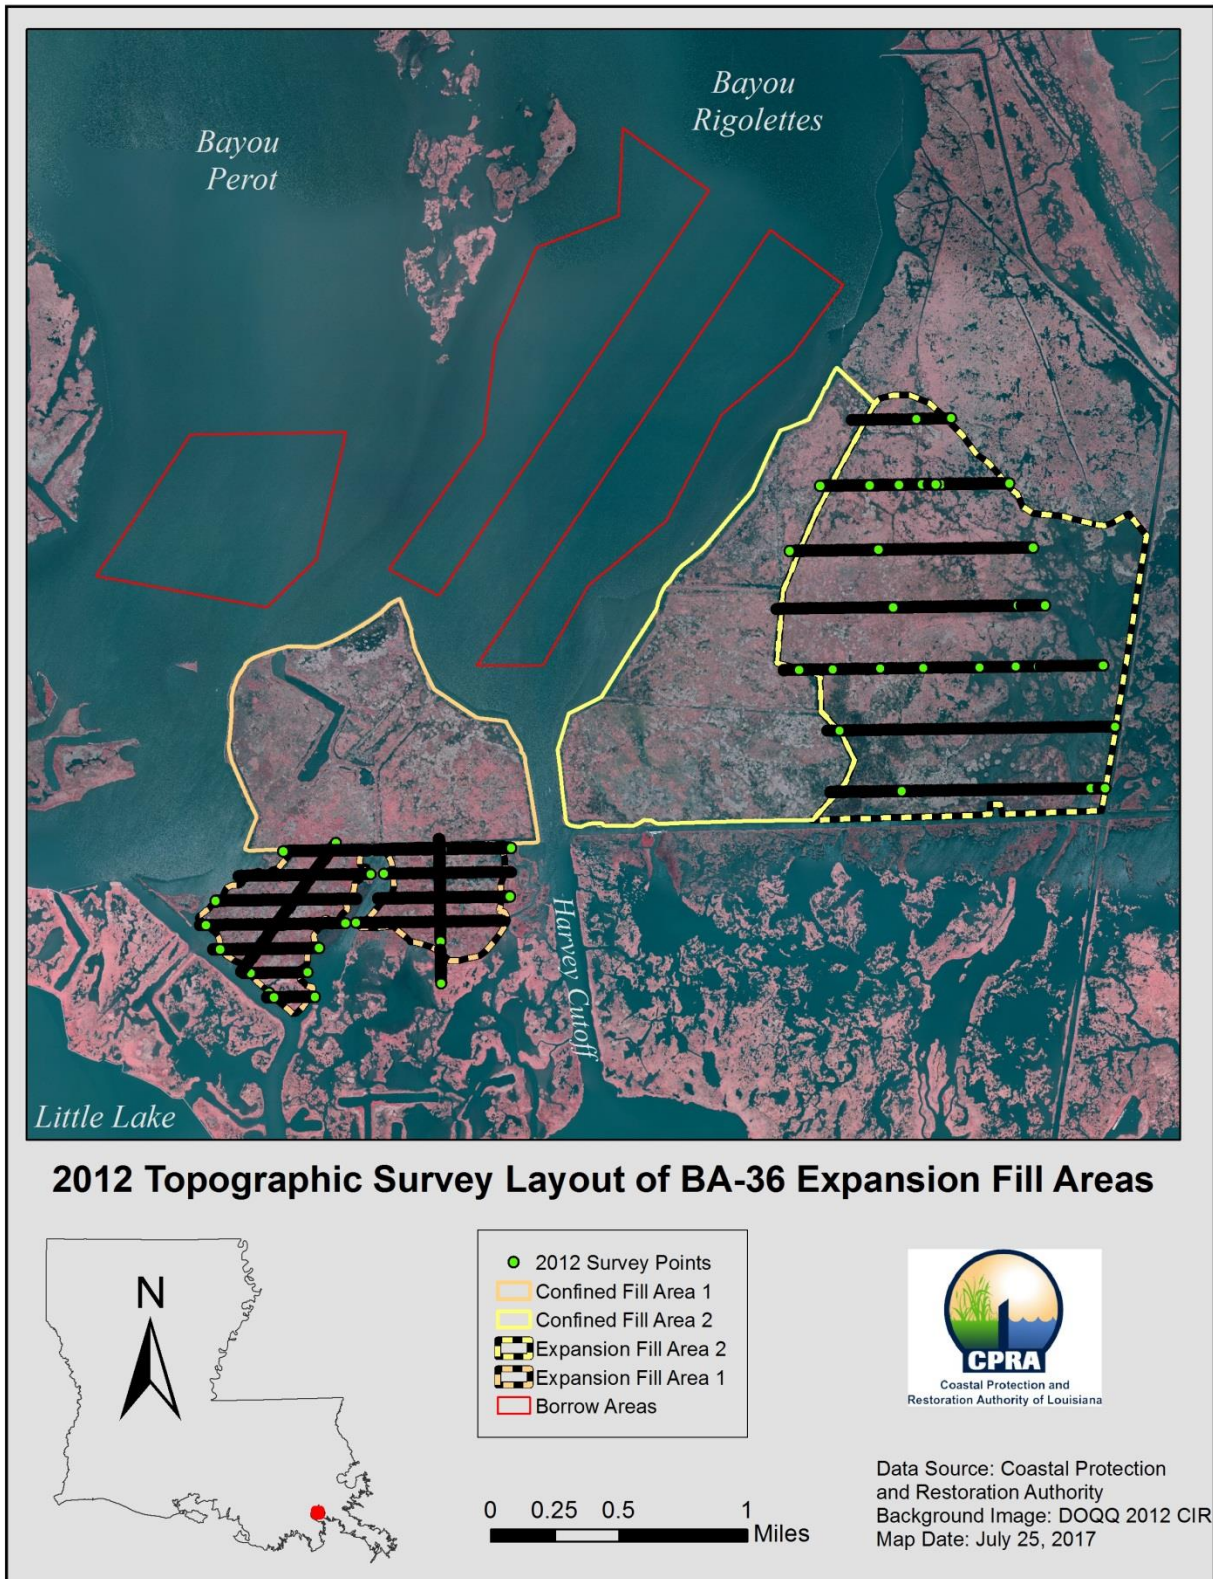 Bayou
Perot
Bayou
Rigolettes
Harvey Cutoff
Little Lake
2012 Topographic Survey Layout of BA-36 Expansion Fill Areas
N
2012 Survey Points
Confined Fill Area 1
Confined Fill Area 2
Expansion Fill Area 2
Expansion Fill Area 1
Borrow Areas
0 0.25 0.5 1
Miles
CPRA
Coastal Protection and
Restoration Authority of Louisiana
Data Source: Coastal Protection
and Restoration Authority
Background Image: DOQQ 2012 CIR
Map Date: July 25, 2017